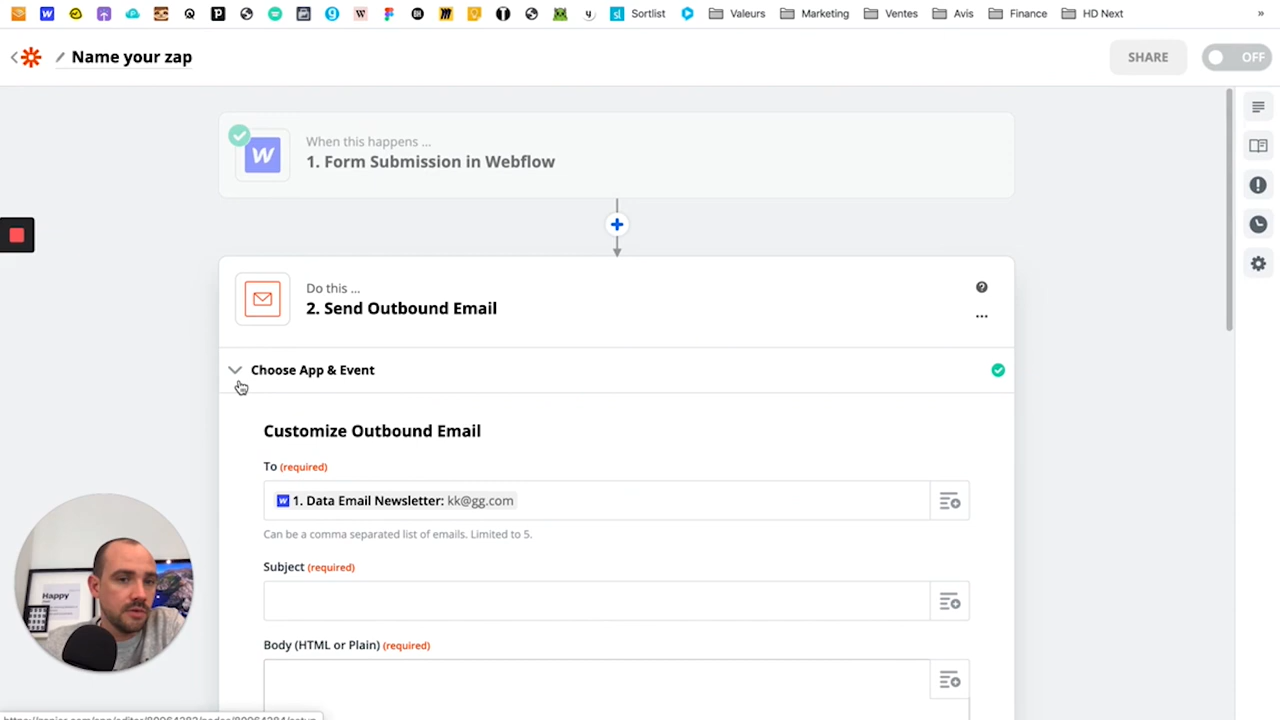 Sortlist
Valeurs
Marketing
Ventes
Avis
Finance
HD Next
»
Name your zap
SHARE
OFF
When this happens ...
1. Form Submission in Webflow
Do this ...
2. Send Outbound Email
Choose App & Event
Customize Outbound Email
To (required)
1. Data Email Newsletter: kk@gg.com
Can be a comma separated list of emails. Limited to 5.
Subject (required)
Body (HTML or Plain) (required)
Happy